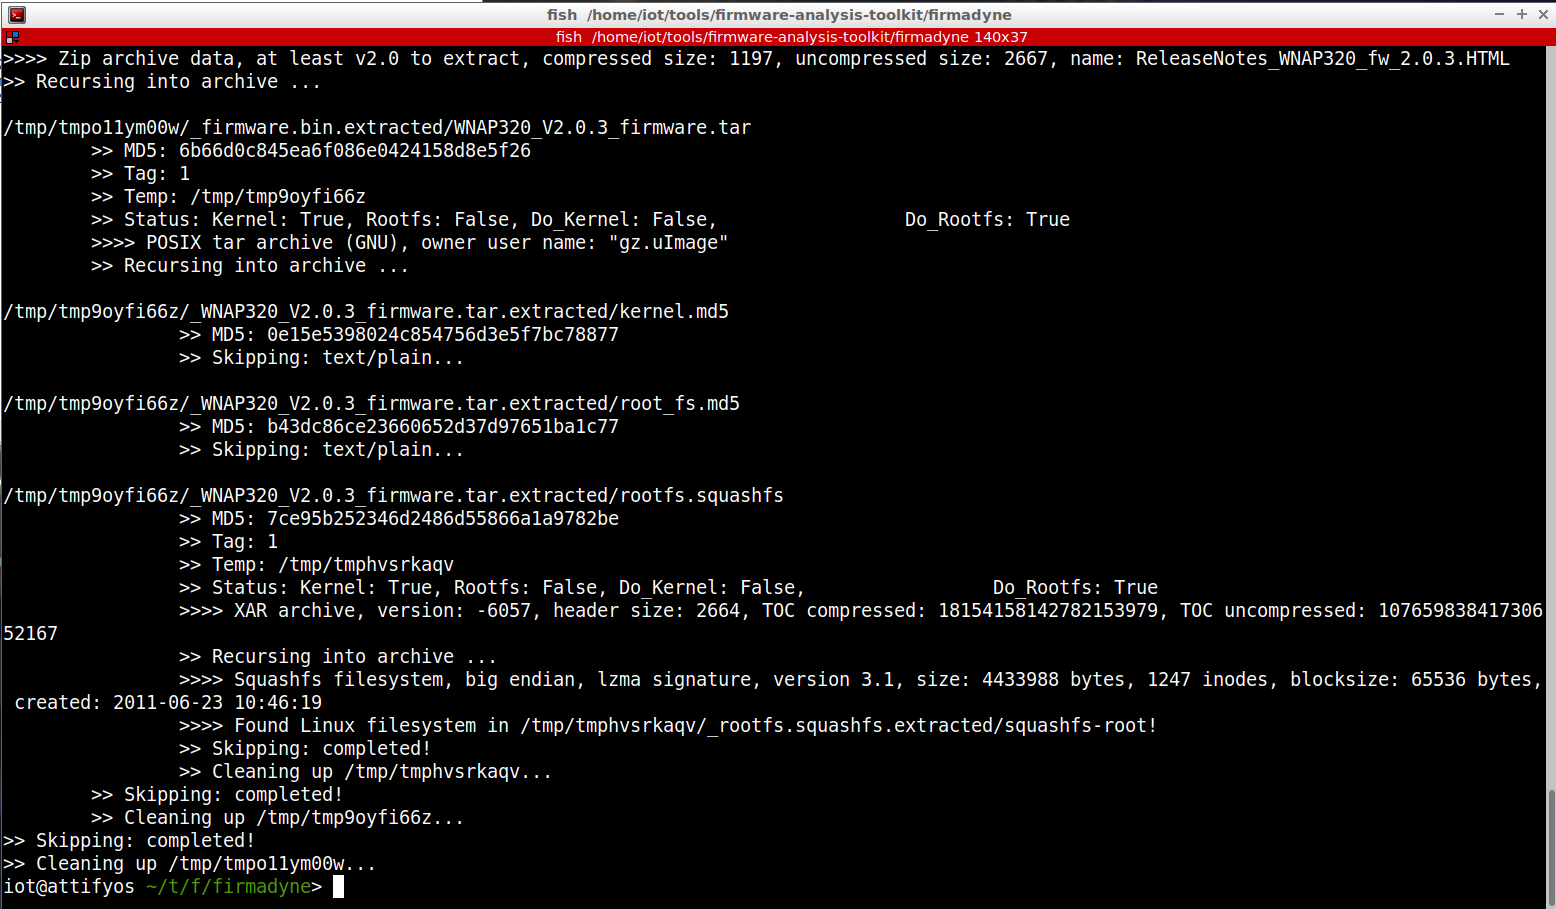 fish /home/iot/tools/firmware-analysis-toolkit/firmadyne
fish /home/iot/tools/firmware-analysis-toolkit/firmadyne 140x37
>>>> Zip archive data, at least v2.0 to extract, compressed size: 1197, uncompressed size: 2667, name: ReleaseNotes_WNAP320_fw_2.0.3.HTML
>> Recursing into archive ...
/tmp/tmpo11ym00w/_firmware.bin.extracted/WNAP320_V2.0.3_firmware.tar
>> MD5: 6b66d0c845ea6f086e0424158d8e5f26
>> Tag: 1
>> Temp: /tmp/tmp9oyfi66z
>> Status: Kernel: True, Rootfs: False, Do_Kernel: False, Do_Rootfs: True
>>>> POSIX tar archive (GNU), owner user name: "gz.uImage"
>> Recursing into archive ...
/tmp/tmp9oyfi66z/_WNAP320_V2.0.3_firmware.tar.extracted/kernel.md5
>> MD5: 0e15e5398024c854756d3e5f7bc78877
>> Skipping: text/plain...
/tmp/tmp9oyfi66z/_WNAP320_V2.0.3_firmware.tar.extracted/root_fs.md5
>> MD5: b43dc86ce23660652d37d97651ba1c77
>> Skipping: text/plain...
/tmp/tmp9oyfi66z/_WNAP320_V2.0.3_firmware.tar.extracted/rootfs.squashfs
>> MD5: 7ce95b252346d2486d55866a1a9782be
>> Tag: 1
>> Temp: /tmp/tmphvsrkaqv
>> Status: Kernel: True, Rootfs: False, Do_Kernel: False, Do_Rootfs: True
>>>> XAR archive, version: -6057, header size: 2664, TOC compressed: 18154158142782153979, TOC uncompressed: 107659838417306
52167
>> Recursing into archive ...
>>>> Squashfs filesystem, big endian, lzma signature, version 3.1, size: 4433988 bytes, 1247 inodes, blocksize: 65536 bytes,
created: 2011-06-23 10:46:19
>>>> Found Linux filesystem in /tmp/tmphvsrkaqv/_rootfs.squashfs.extracted/squashfs-root!
>> Skipping: completed!
>> Cleaning up /tmp/tmphvsrkaqv...
>> Skipping: completed!
>> Cleaning up /tmp/tmp9oyfi66z...
>> Skipping: completed!
>> Cleaning up /tmp/tmpo11ym00w...
iot@attifyos ~/t/f/firmadyne>